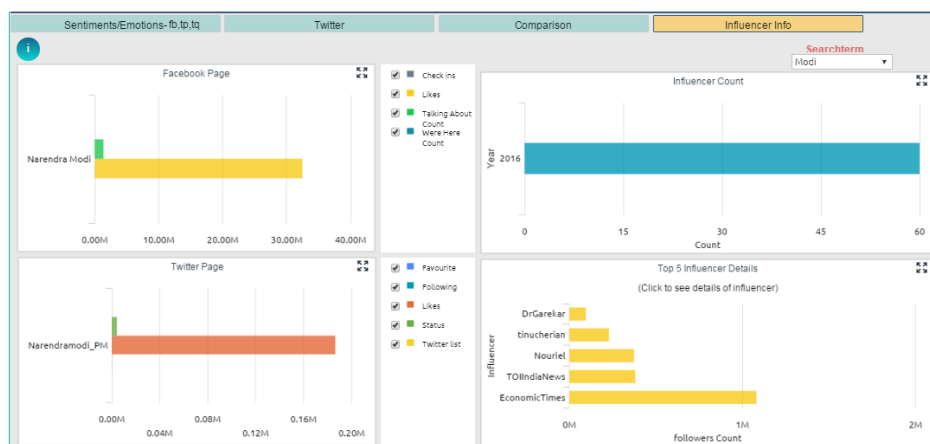 Sentiments/Emotions- fb,tp,tq
Twitter
Comparison
Influencer Info
i
Searchterm
Modi
Facebook Page
Narendra Modi
0.00M 10.00M 20.00M 30.00M 40.00M
Check ins
Likes
Talking About
Count
Were Here
Count
Influencer Count
Year
2016
0 15 30 45 60
Count
Twitter Page
Narendramodi_PM
0.00M 0.08M 0.16M
0.04M 0.12M 0.20M
Favourite
Following
Likes
Status
Twitter list
Top 5 Influencer Details
(Click to see details of influencer)
Influencer
DrGarekar
tinucherian
Nouriel
TOIIndiaNews
EconomicTimes
0M 1M 2M
followers Count